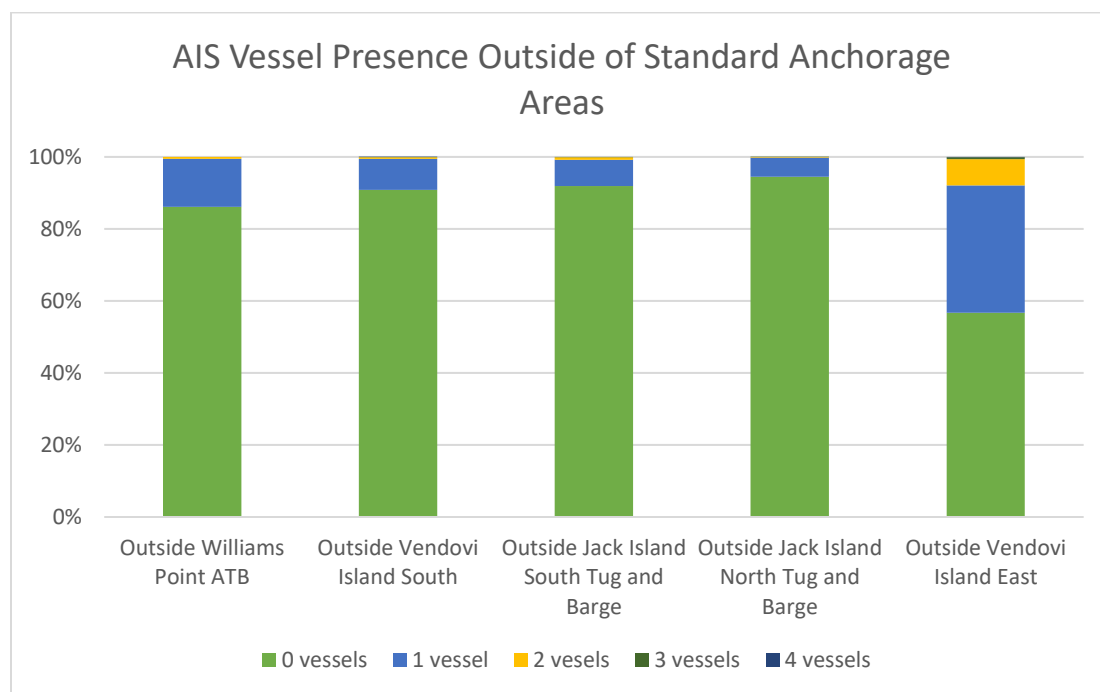 AIS Vessel Presence Outside of Standard Anchorage
Areas
100%
80%
60%
40%
20%
0%
Outside Williams
Point ATB
Outside Vendovi
Island South
Outside Jack Island
South Tug and
Barge
Outside Jack Island
North Tug and
Barge
Outside Vendovi
Island East
0 vessels
1 vessel
2 vesels
3 vessels
4 vessels